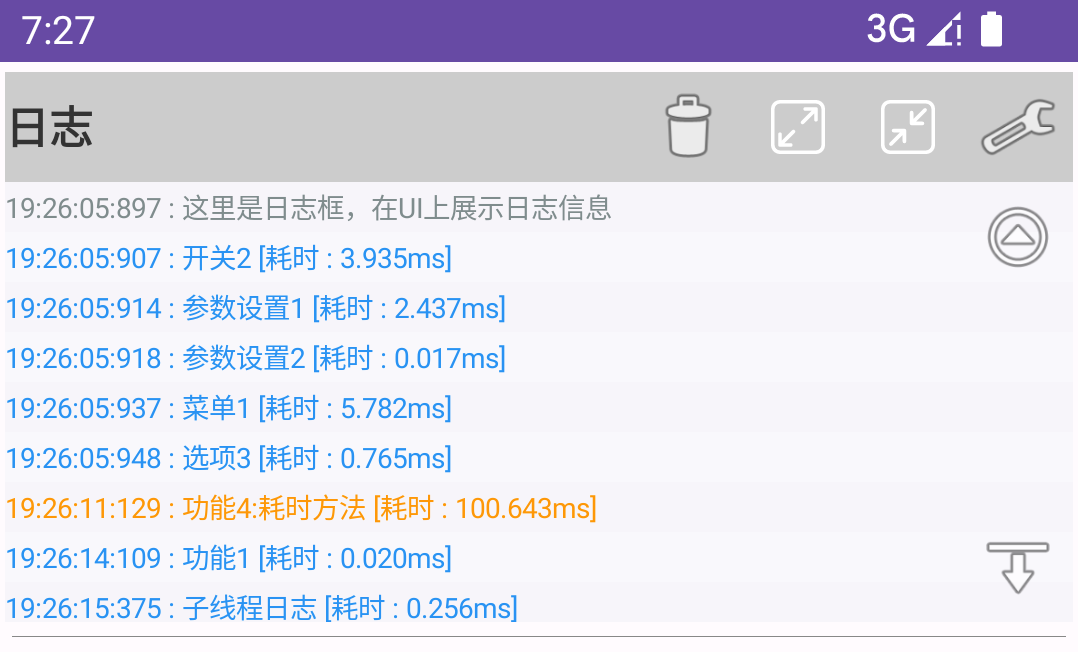 7:27
3G
日志
19:26:05:897 : 这里是日志框，在UI上展示日志信息
19:26:05:907 : 开关2 [耗时 : 3.935ms]
19:26:05:914 : 参数设置1 [耗时 : 2.437ms]
19:26:05:918 : 参数设置2 [耗时 : 0.017ms]
19:26:05:937 : 菜单1 [耗时 : 5.782ms]
19:26:05:948 : 选项3 [耗时 : 0.765ms]
19:26:11:129 : 功能4:耗时方法 [耗时 : 100.643ms]
19:26:14:109 : 功能1 [耗时 : 0.020ms]
19:26:15:375 : 子线程日志 [耗时 : 0.256ms]